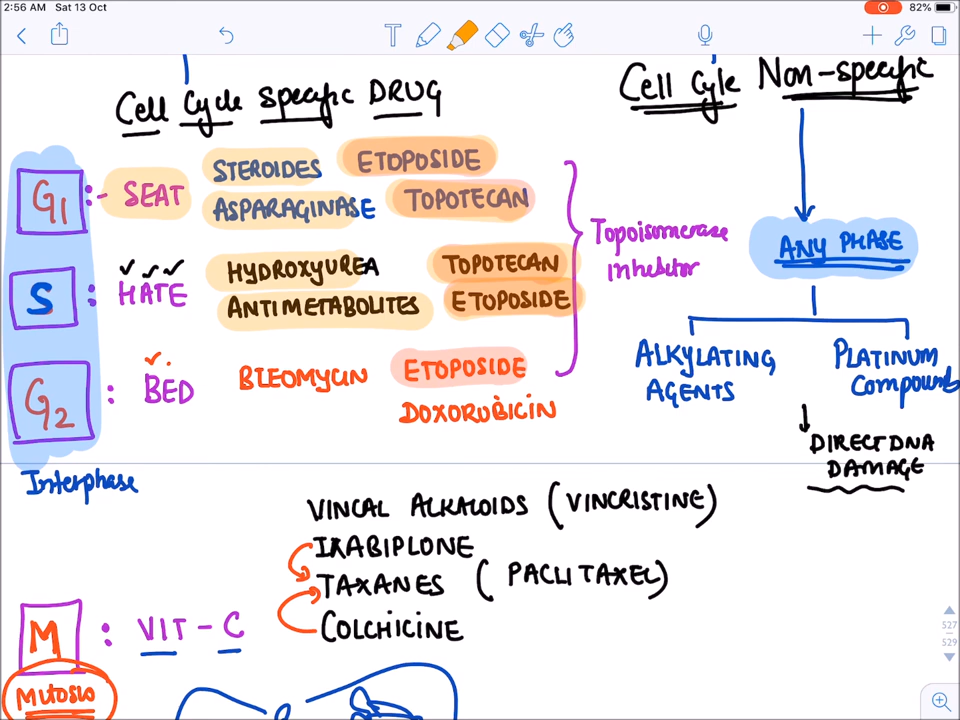 2:56 AM Sat 13 Oct
82%
T
Cell Cycle Specific DRUG
Cell Cyle Non-specific
G1 :- SEAT
STEROIDES ETOPOSIDE
ASPARAGINASE TOPOTECAN
S : HATE
HYDROXYUREA TOPOTECAN
ANTIMETABOLITES ETOPOSIDE
G2 : BED
BLEOMYCIN ETOPOSIDE
DOXORUBICIN
Interphase
Topoisomerase
inhibitor
ANY PHASE
ALKYLATING
AGENTS
PLATINUM
Compounds
DIRECT DNA
DAMAGE
VINCAL ALKALOIDS (VINCRISTINE)
IXABIPLONE
TAXANES (PACLITAXEL)
COLCHICINE
M : VIT - C
Mitosis
527
529